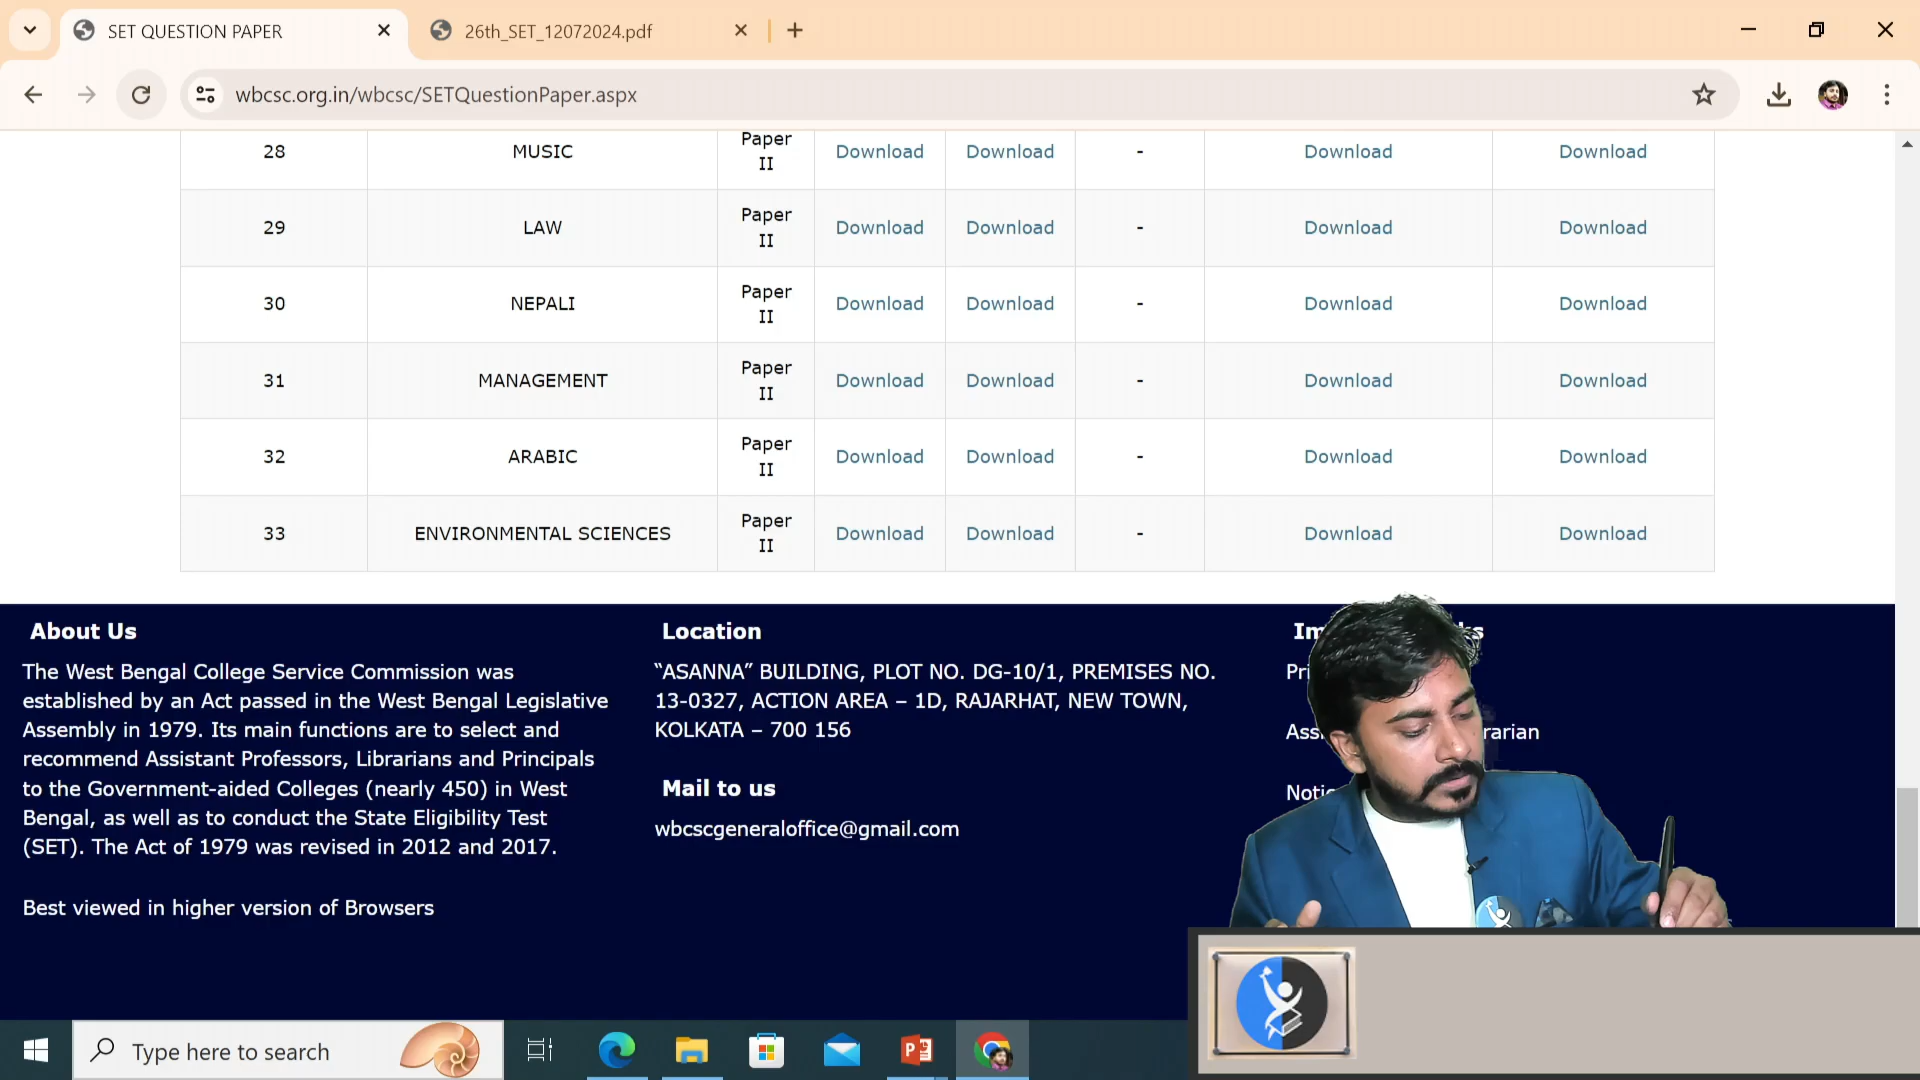 SET QUESTION PAPER
26th_SET_12072024.pdf
wbcsc.org.in/wbcsc/SETQuestionPaper.aspx
28 MUSIC Paper II Download Download - Download Download
29 LAW Paper II Download Download - Download Download
30 NEPALI Paper II Download Download - Download Download
31 MANAGEMENT Paper II Download Download - Download Download
32 ARABIC Paper II Download Download - Download Download
33 ENVIRONMENTAL SCIENCES Paper II Download Download - Download Download
About Us
The West Bengal College Service Commission was
established by an Act passed in the West Bengal Legislative
Assembly in 1979. Its main functions are to select and
recommend Assistant Professors, Librarians and Principals
to the Government-aided Colleges (nearly 450) in West
Bengal, as well as to conduct the State Eligibility Test
(SET). The Act of 1979 was revised in 2012 and 2017.
Best viewed in higher version of Browsers
Location
“ASANNA” BUILDING, PLOT NO. DG-10/1, PREMISES NO.
13-0327, ACTION AREA – 1D, RAJARHAT, NEW TOWN,
KOLKATA – 700 156
Mail to us
wbcscgeneraloffice@gmail.com
Type here to search